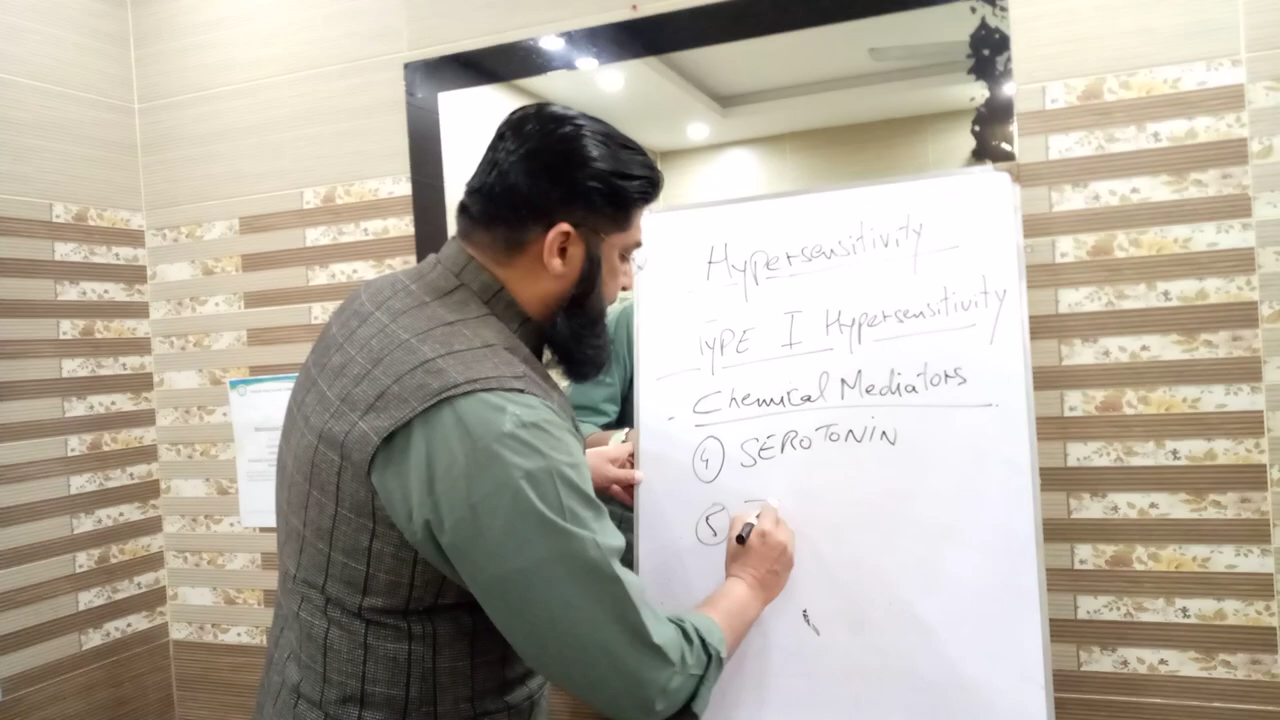 Hypersensitivity
TYPE I Hypersensitivity
Chemical Mediators
4 SEROTONIN
5